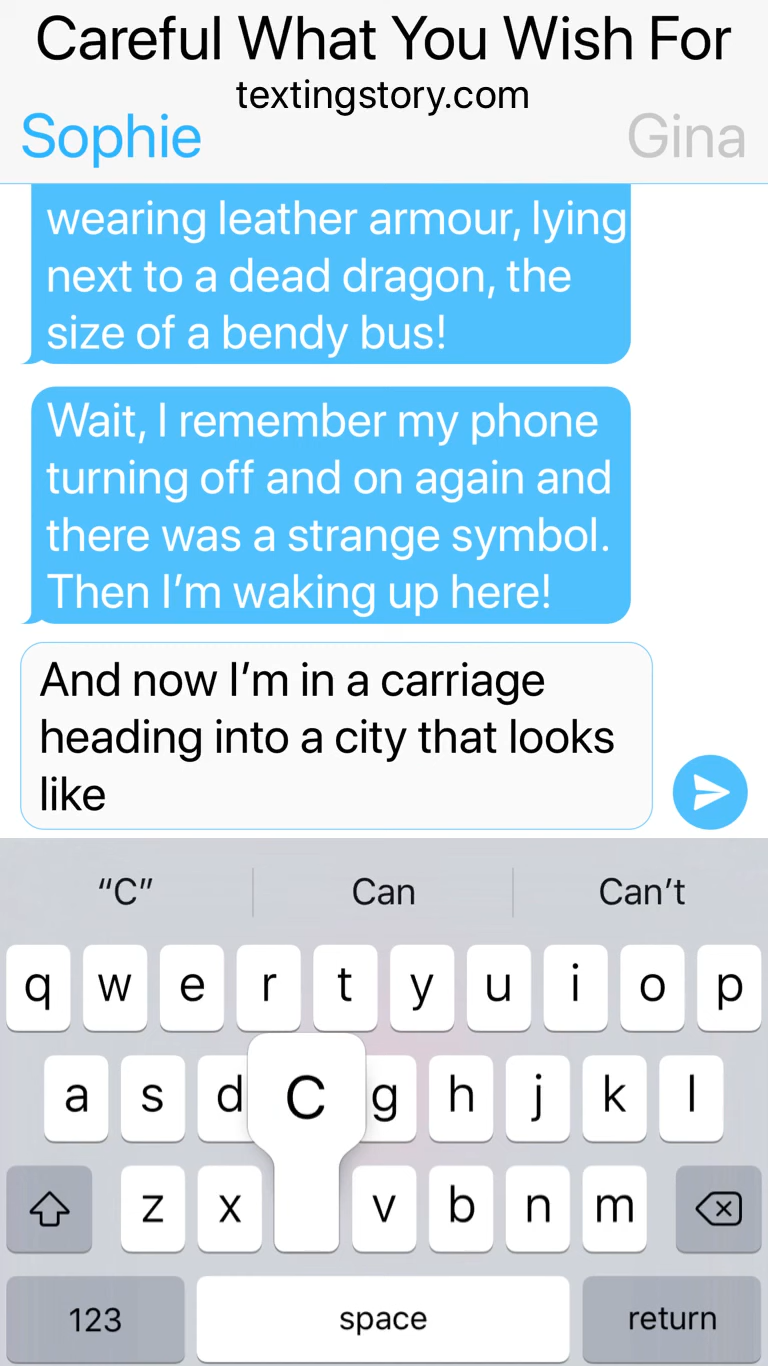 Careful What You Wish For
textingstory.com
Sophie
Gina
wearing leather armour, lying
next to a dead dragon, the
size of a bendy bus!
Wait, I remember my phone
turning off and on again and
there was a strange symbol.
Then I’m waking up here!
And now I’m in a carriage
heading into a city that looks
like
“C”
Can
Can’t
q w e r t y u i o p
a s d C g h j k l
z x v b n m
123
space
return